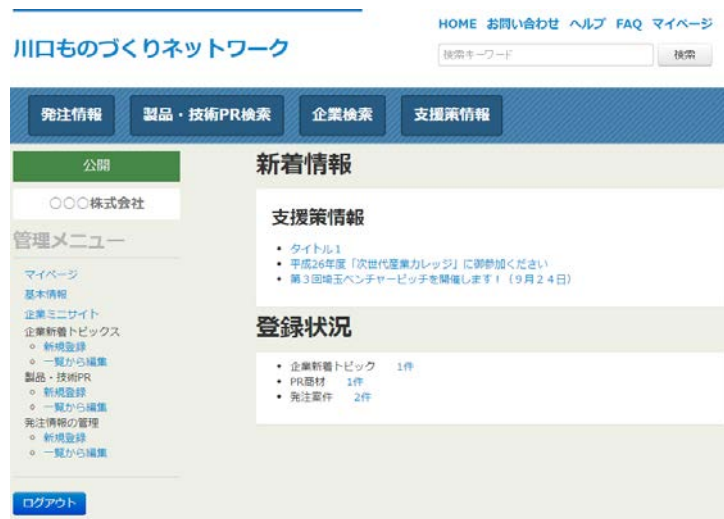 HOME お問い合わせ ヘルプ FAQ マイページ
川口ものづくりネットワーク
検索キーワード 検索
発注情報 製品・技術PR検索 企業検索 支援策情報
公開
○○○株式会社
管理メニュー
マイページ
基本情報
企業ミニサイト
企業新着トピックス
新規登録
一覧から編集
製品・技術PR
新規登録
一覧から編集
発注情報の管理
新規登録
一覧から編集
ログアウト
新着情報
支援策情報
タイトル1
平成26年度「次世代産業カレッジ」に御参加ください
第3回埼玉ベンチャーピッチを開催します！（9月24日）
登録状況
企業新着トピック 1件
PR商材 1件
発注案件 2件